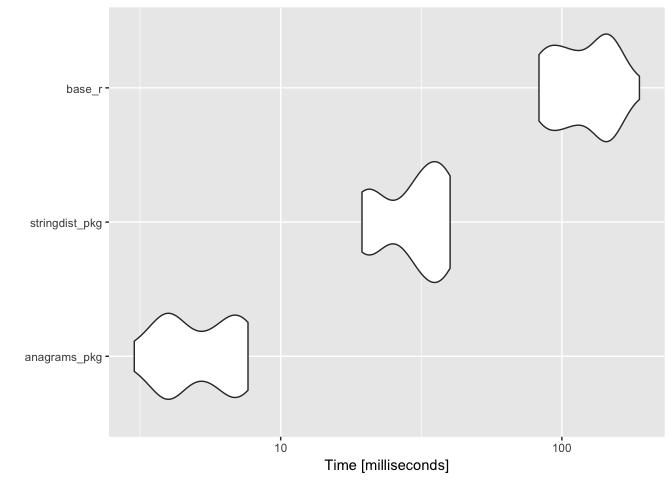 base_r
stringdist_pkg
anagrams_pkg
10
100
Time [milliseconds]